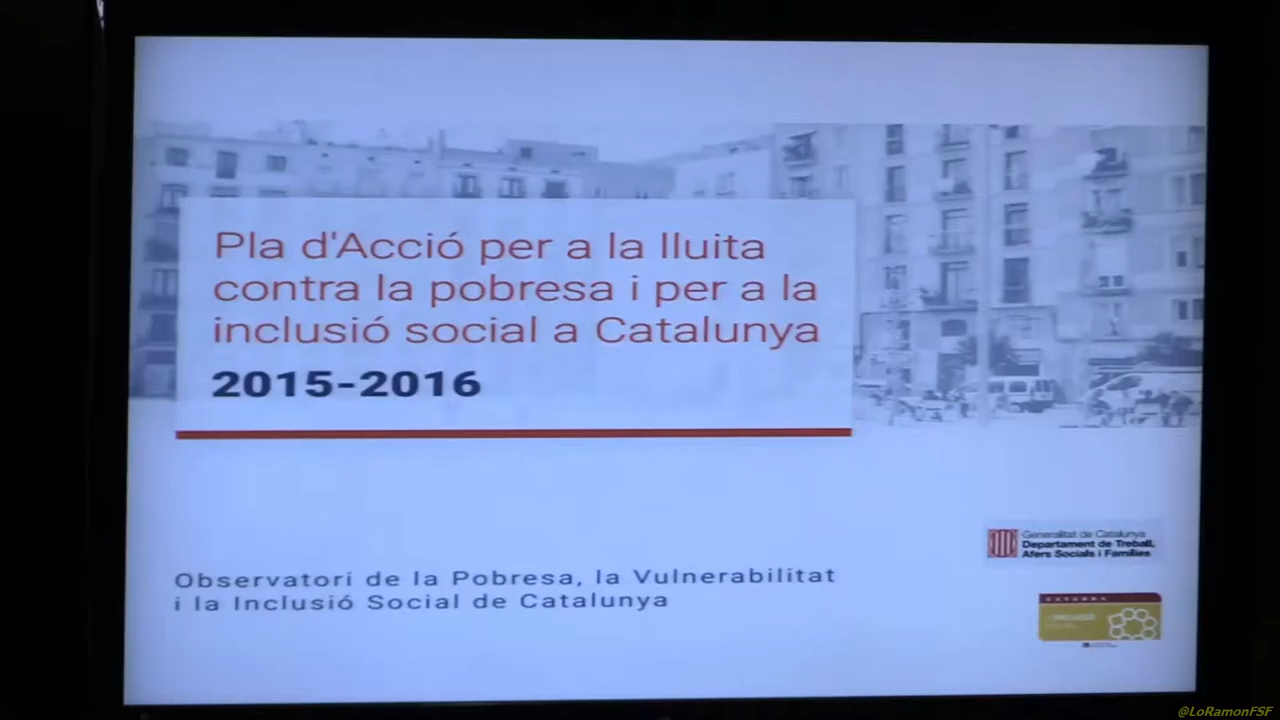 Pla d'Acció per a la lluita
contra la pobresa i per a la
inclusió social a Catalunya
2015-2016
Observatori de la Pobresa, la Vulnerabilitat
i la Inclusió Social de Catalunya
Generalitat de Catalunya
Departament de Treball,
Afers Socials i Famílies
@LoRamonFSF